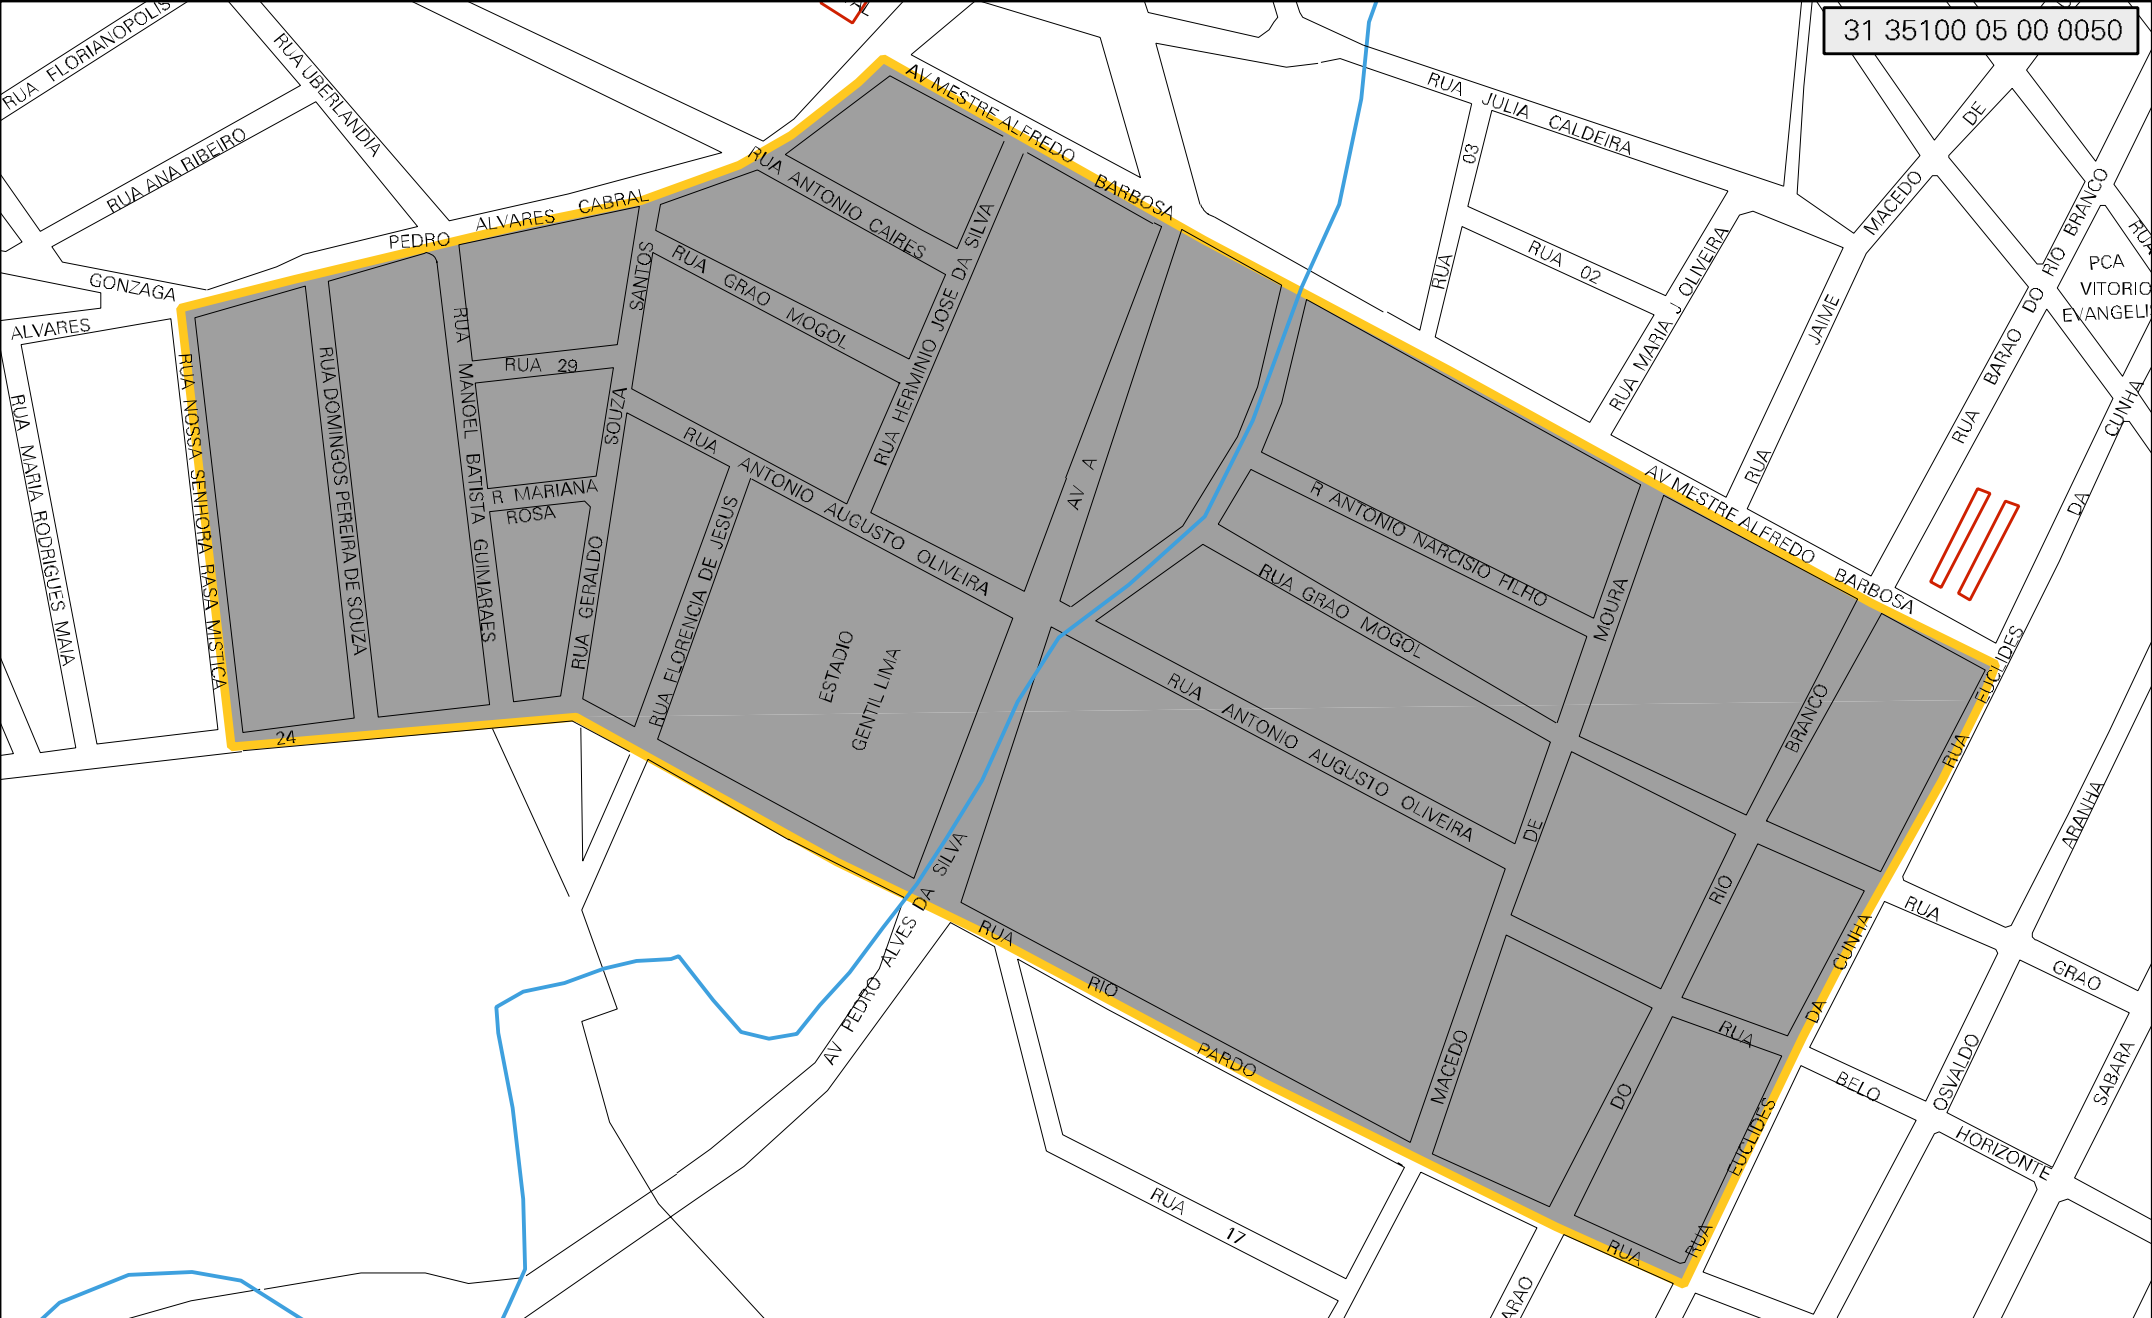 31 35100 05 00 0050
RUA FLORIANOPOLIS
RUA UBERLANDIA
RUA ANA RIBEIRO
PEDRO ALVARES CABRAL
GONZAGA
ALVARES
RUA MARIA RODRIGUES MAIA
RUA NOSSA SENHORA RASA MISTICA
RUA DOMINGOS PEREIRA DE SOUZA
RUA MANOEL BATISTA GUIMARAES
RUA 29
R MARIANA
ROSA
RUA GERALDO SOUZA SANTOS
24
RUA ANTONIO CAIRES
RUA GRAO MOGOL
RUA HERMINIO JOSE DA SILVA
RUA ANTONIO AUGUSTO OLIVEIRA
RUA FLORENCIA DE JESUS
ESTADIO
GENTIL LIMA
AV A
AV MESTRE ALFREDO BARBOSA
RUA JULIA CALDEIRA
RUA 03
RUA 02
RUA MARIA J OLIVEIRA
RUA JAIME MACEDO DE
RUA BARAO DO RIO BRANCO
RUA
PCA
VITORIO
EVANGELIS
AV MESTRE ALFREDO BARBOSA
R ANTONIO NARCISIO FILHO
RUA GRAO MOGOL
RUA ANTONIO AUGUSTO OLIVEIRA
MACEDO DE MOURA
DO RIO BRANCO
RUA EUCLIDES DA CUNHA
RUA EUCLIDES DA CUNHA
OSVALDO ARANHA
RUA GRAO
RUA BELO HORIZONTE
SABARA
AV PEDRO ALVES DA SILVA
RUA RIO PARDO
RUA
RUA 17
ARAO